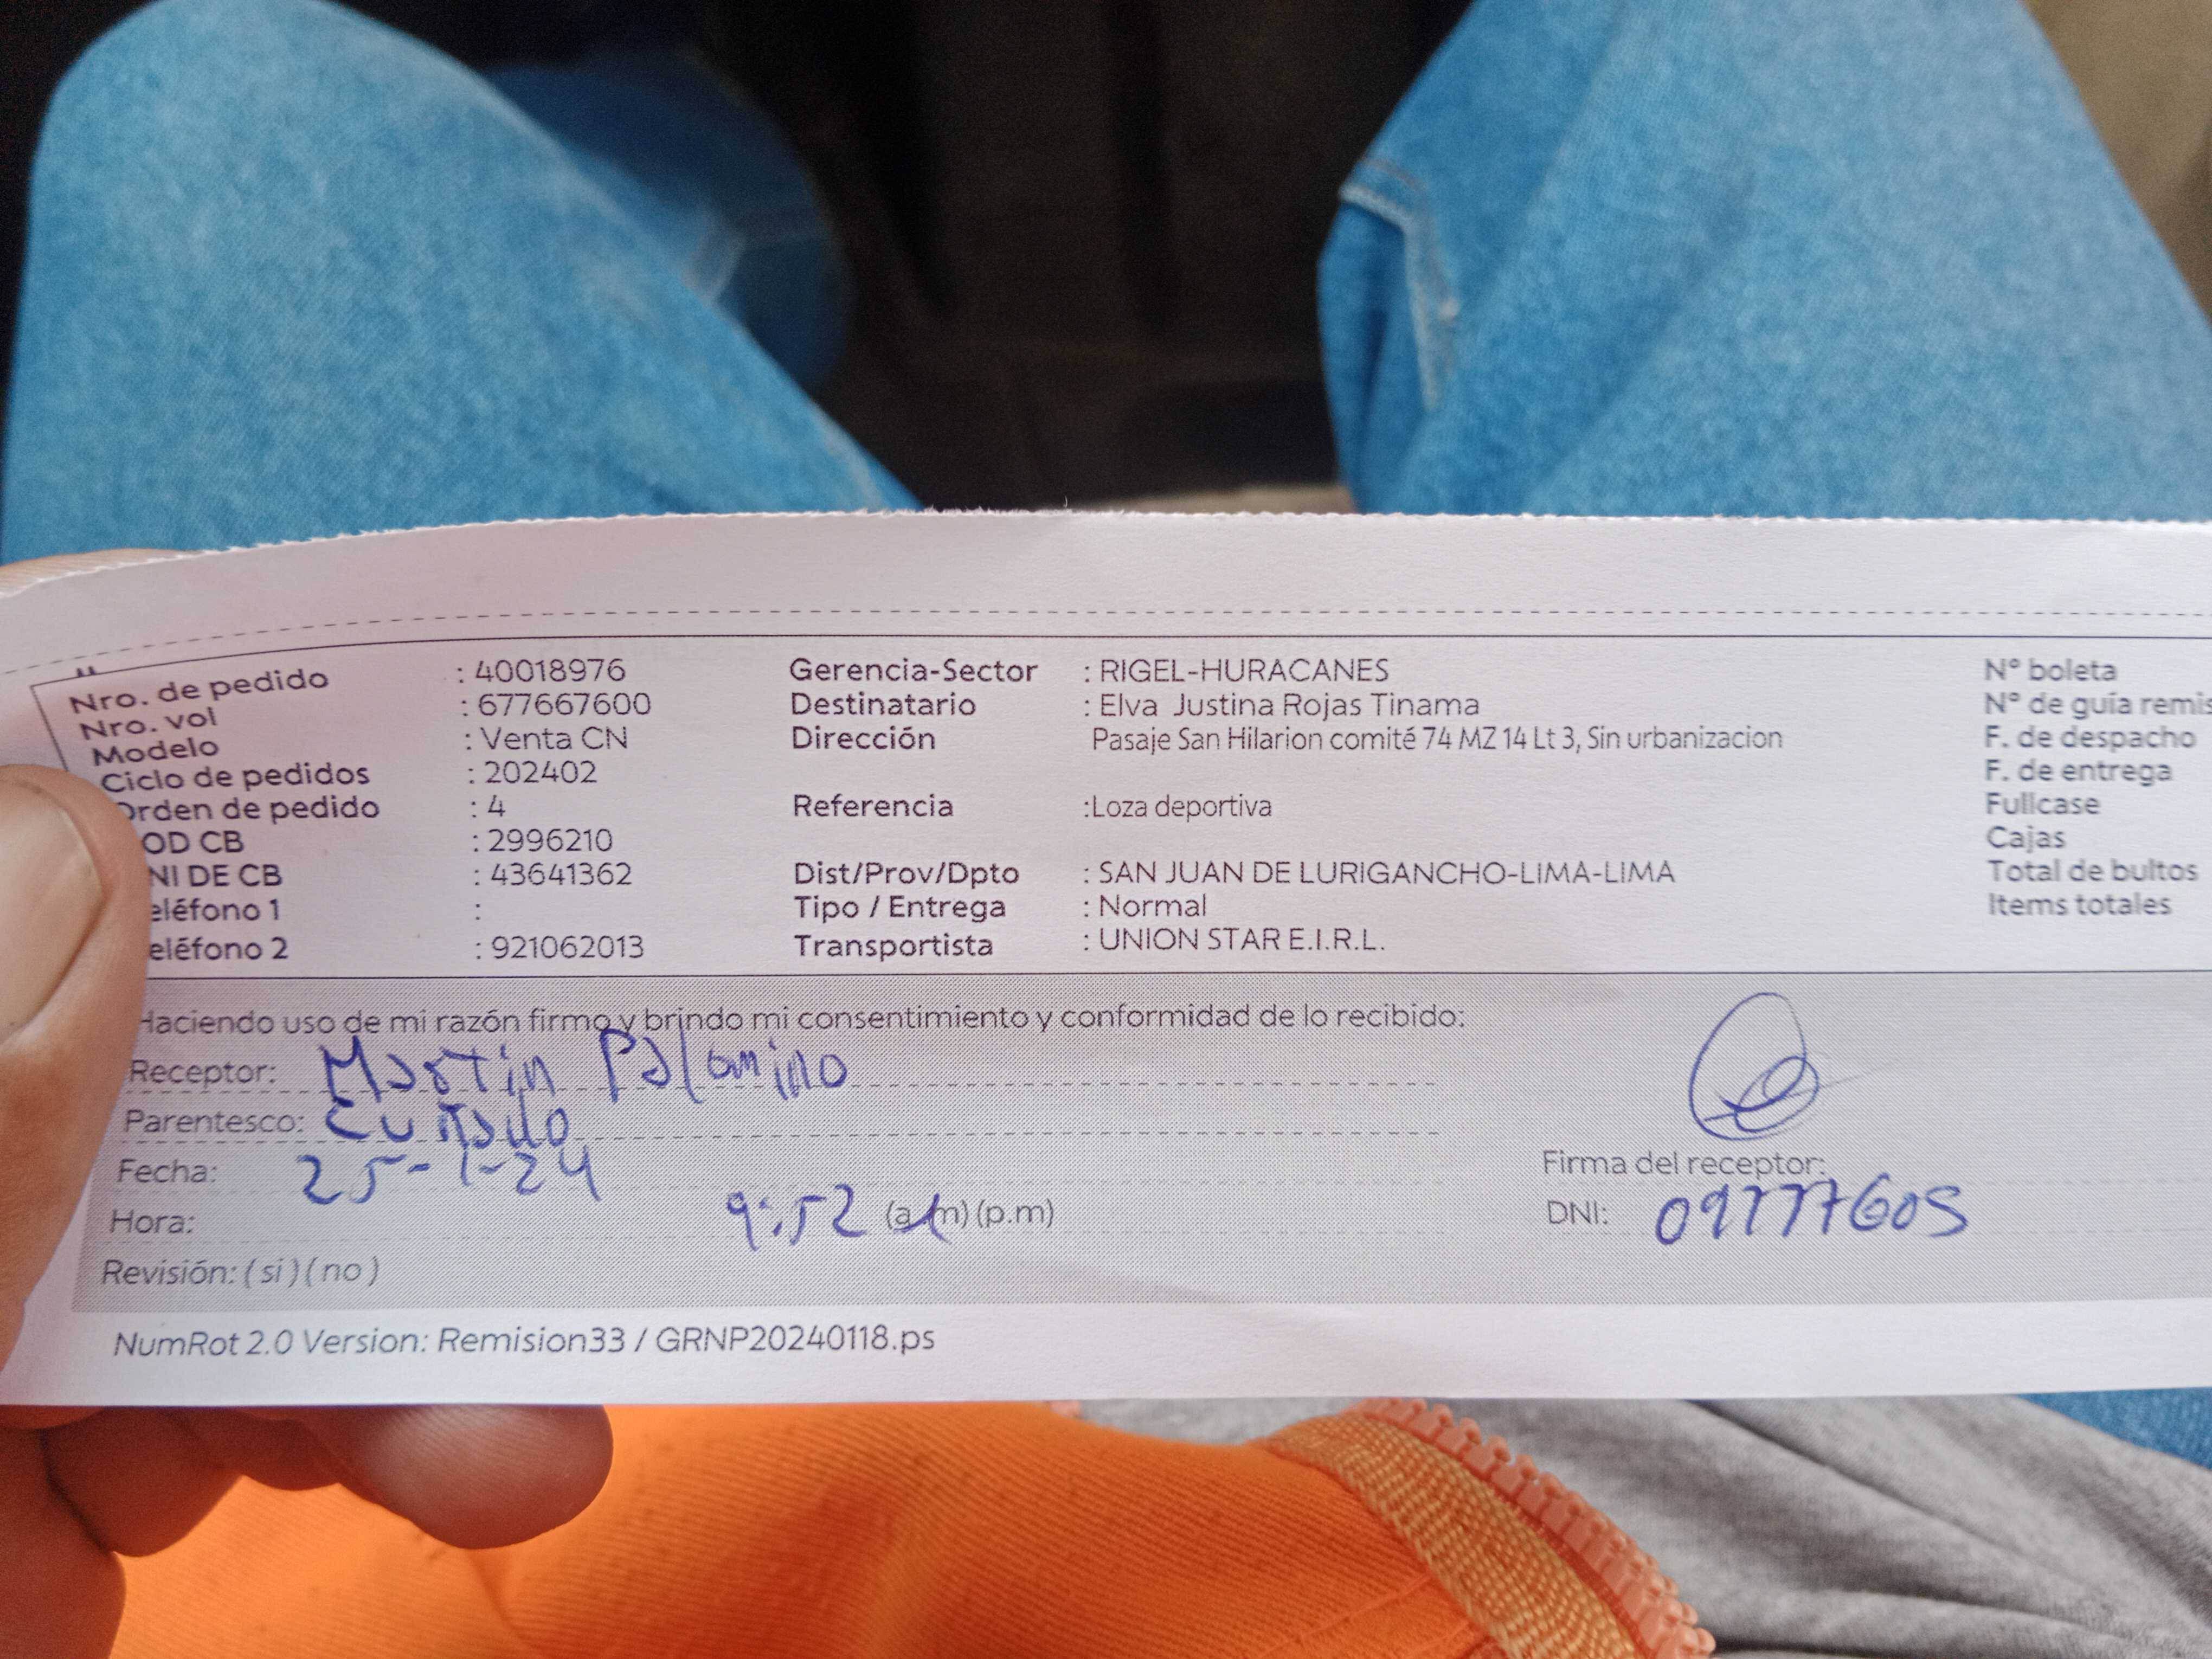 Nro. de pedido : 40018976 Gerencia-Sector : RIGEL-HURACANES N° boleta
Nro. vol : 677667600 Destinatario : Elva Justina Rojas Tinama N° de guía remis
Modelo : Venta CN Dirección Pasaje San Hilarion comité 74 MZ 14 Lt 3, Sin urbanizacion F. de despacho
Ciclo de pedidos : 202402 F. de entrega
Orden de pedido : 4 Referencia :Loza deportiva Fullcase
OD CB : 2996210 Cajas
NI DE CB : 43641362 Dist/Prov/Dpto : SAN JUAN DE LURIGANCHO-LIMA-LIMA Total de bultos
eléfono 1 : Tipo / Entrega : Normal Items totales
eléfono 2 : 921062013 Transportista : UNION STAR E.I.R.L.
Haciendo uso de mi razón firmo y brindo mi consentimiento y conformidad de lo recibido:
Receptor: Martin Palomino
Parentesco: Cuñado
Fecha: 25-1-24 Firma del receptor:
Hora: 9:52 (a.m) (p.m) DNI: 09777605
Revisión: ( si ) ( no )
NumRot 2.0 Version: Remision33 / GRNP20240118.ps